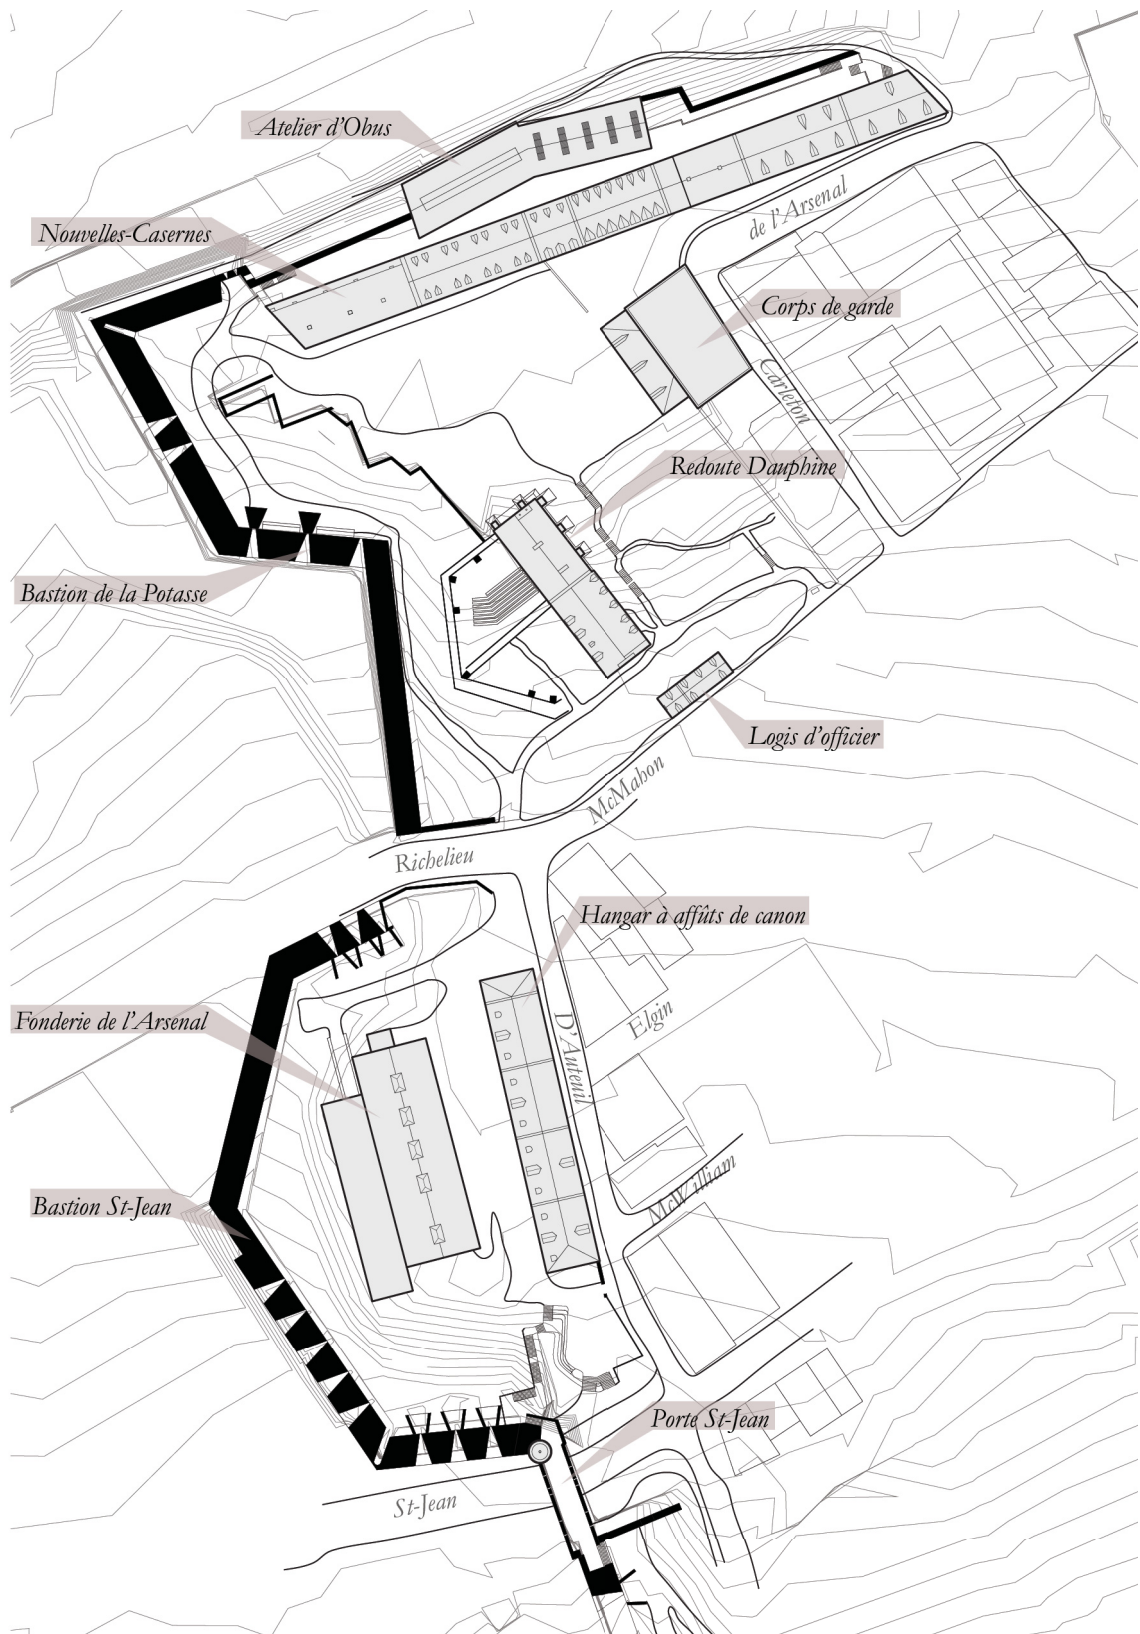 Atelier d'Obus
Nouvelles-Casernes
de l'Arsenal
Corps de garde
Carleton
Redoute Dauphine
Bastion de la Potasse
Logis d'officier
McMahon
Richelieu
Hangar à affûts de canon
Fonderie de l'Arsenal
Elgin
D'Auteuil
McWilliam
Bastion St-Jean
Porte St-Jean
St-Jean